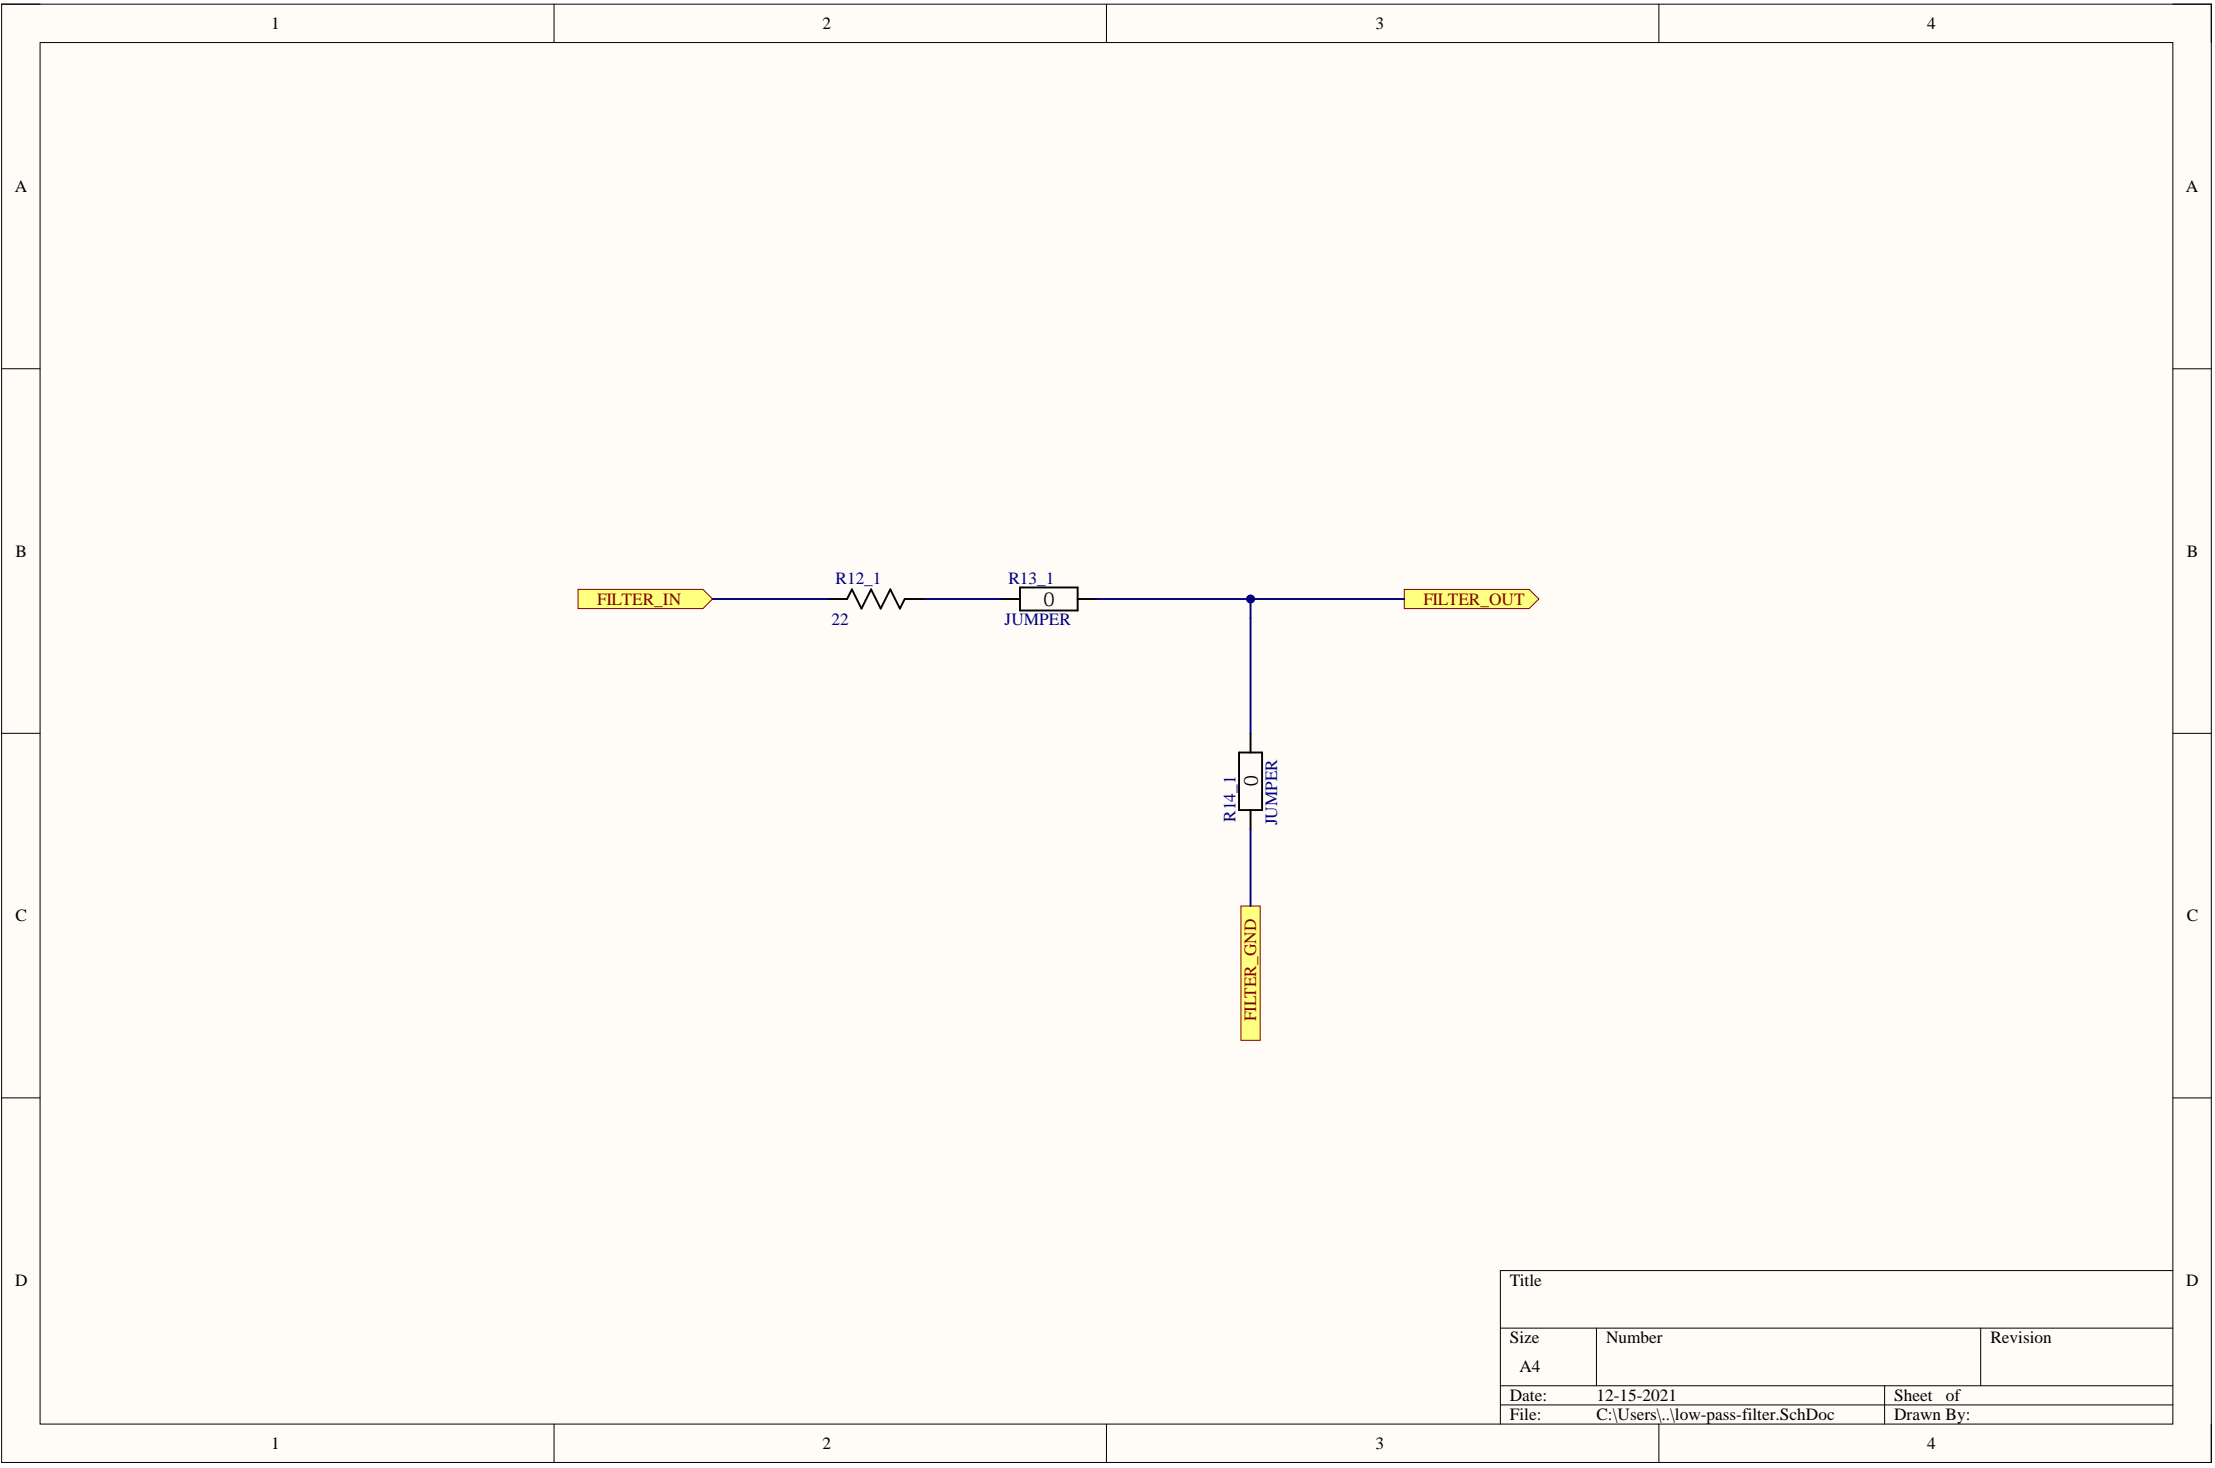 1 2 3 4
A A
B B
R12_1 R13_1
FILTER_IN 0 FILTER_OUT
22 JUMPER
R14_1 0 JUMPER
C C
FILTER_GND
D D
Title
Size Number Revision
A4
Date: 12-15-2021 Sheet of
File: C:\Users\..\low-pass-filter.SchDoc Drawn By:
1 2 3 4